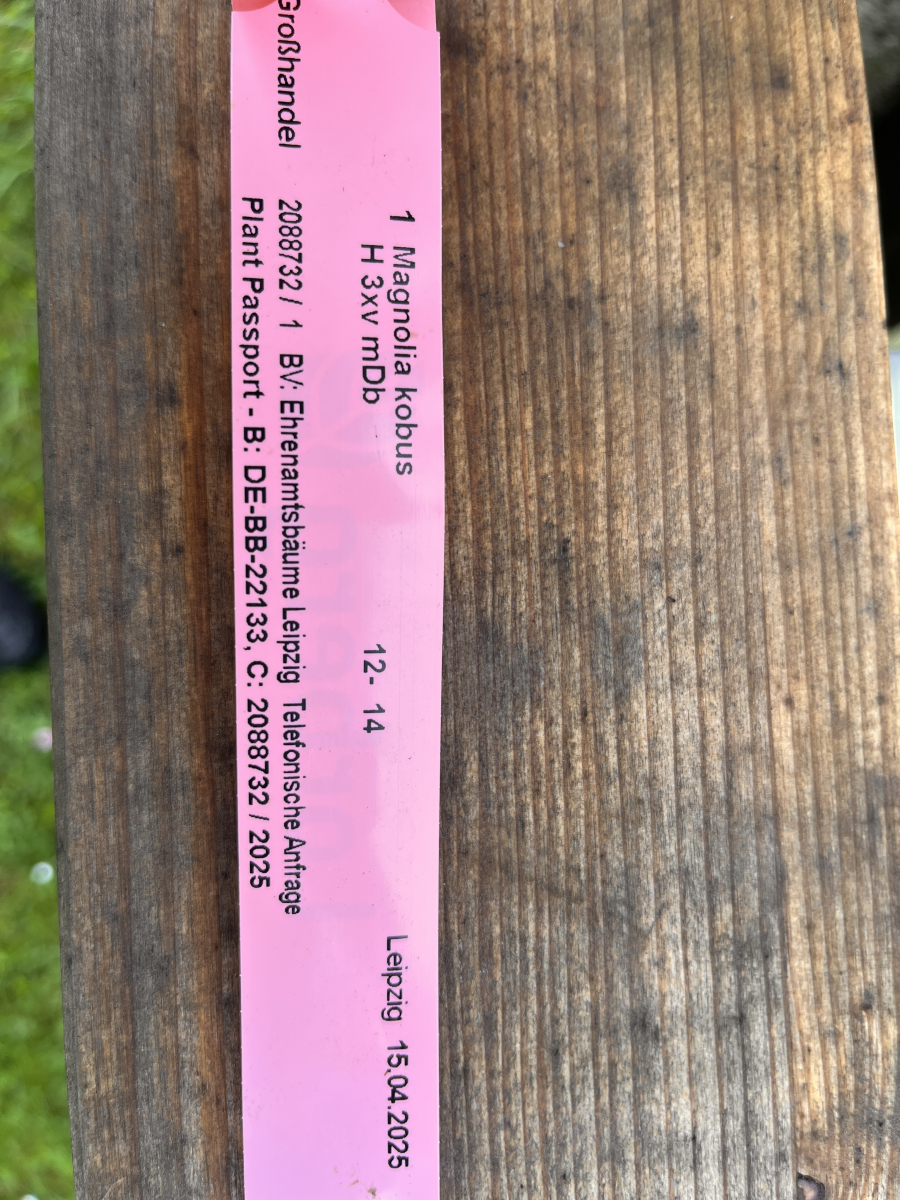 1 Magnolia kobus Leipzig 15.04.2025
H 3xv mDb 12- 14
Großhandel 2088732 / 1 BV: Ehrenamtsbäume Leipzig Telefonische Anfrage
Plant Passport - B: DE-BB-22133, C: 2088732 / 2025